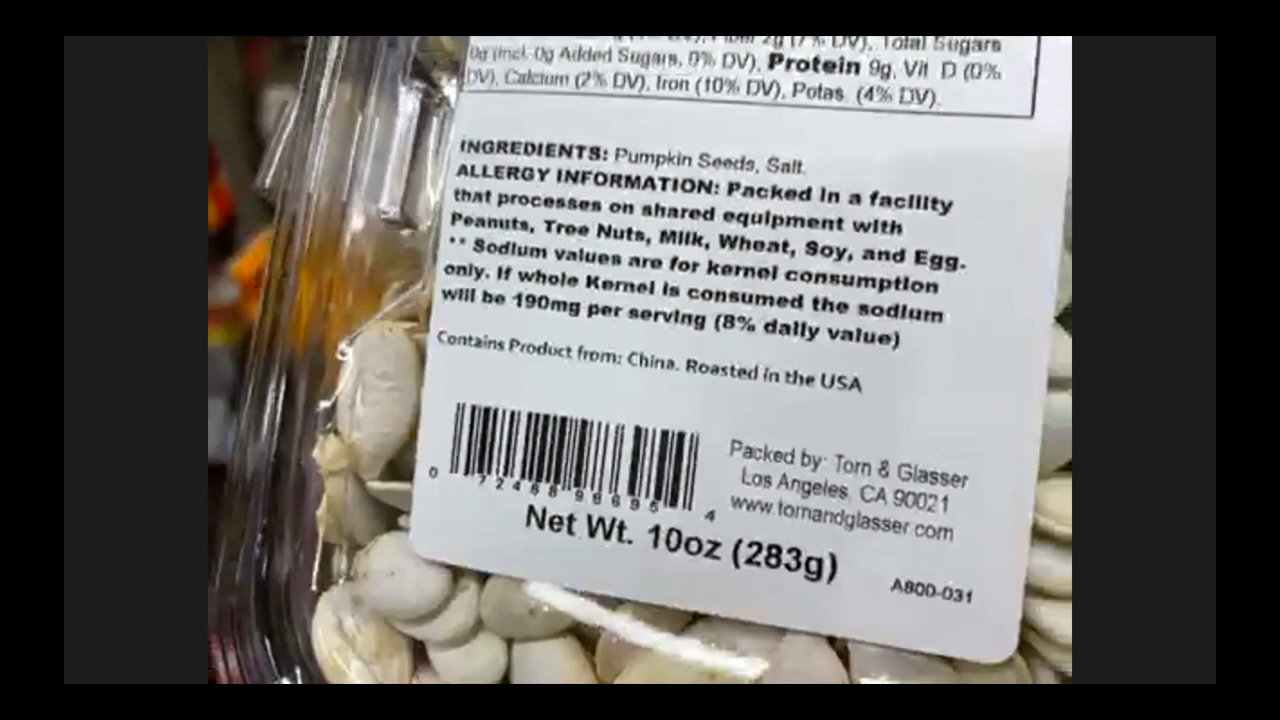 2g (7% DV), Total Sugars
0g (Incl. 0g Added Sugars, 0% DV), Protein 9g, Vit. D (0%
DV), Calcium (2% DV), Iron (10% DV), Potas. (4% DV).
INGREDIENTS: Pumpkin Seeds, Salt.
ALLERGY INFORMATION: Packed in a facility
that processes on shared equipment with
Peanuts, Tree Nuts, Milk, Wheat, Soy, and Egg.
** Sodium values are for kernel consumption
only. If whole Kernel is consumed the sodium
will be 190mg per serving (8% daily value)
Contains Product from: China. Roasted in the USA
Packed by: Torn & Glasser
Los Angeles, CA 90021
www.tornandglasser.com
Net Wt. 10oz (283g)
A800-031